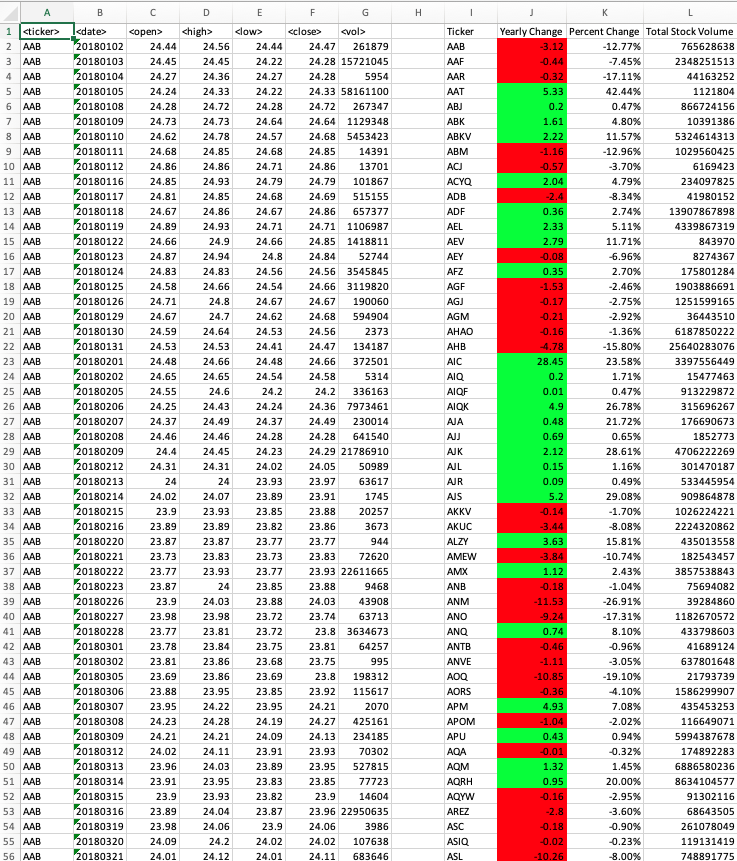 A B C D E F G H I J K L
1 <ticker> <date> <open> <high> <low> <close> <vol> Ticker Yearly Change Percent Change Total Stock Volume
2 AAB 20180102 24.44 24.56 24.44 24.47 261879 AAB -3.12 -12.77% 765628638
3 AAB 20180103 24.45 24.45 24.22 24.28 15721045 AAF -0.44 -7.45% 2348251513
4 AAB 20180104 24.27 24.36 24.27 24.28 5954 AAR -0.32 -17.11% 44163252
5 AAB 20180105 24.24 24.33 24.22 24.33 58161100 AAT 5.33 42.44% 1121804
6 AAB 20180108 24.28 24.72 24.28 24.72 267347 ABJ 0.2 0.47% 866724156
7 AAB 20180109 24.73 24.73 24.64 24.64 1129348 ABK 1.61 4.80% 10391386
8 AAB 20180110 24.62 24.78 24.57 24.68 5453423 ABKV 2.22 11.57% 5324614313
9 AAB 20180111 24.68 24.85 24.68 24.85 14391 ABM -1.16 -12.96% 1029560425
10 AAB 20180112 24.86 24.86 24.71 24.86 13701 ACJ -0.57 -3.70% 6169423
11 AAB 20180116 24.85 24.93 24.79 24.79 101867 ACYQ 2.04 4.79% 234097825
12 AAB 20180117 24.81 24.85 24.68 24.69 515155 ADB -2.4 -8.34% 41980152
13 AAB 20180118 24.67 24.86 24.67 24.86 657377 ADF 0.36 2.74% 13907867898
14 AAB 20180119 24.89 24.93 24.71 24.71 1106987 AEL 2.33 5.11% 4339867319
15 AAB 20180122 24.66 24.9 24.66 24.85 1418811 AEV 2.79 11.71% 843970
16 AAB 20180123 24.87 24.94 24.8 24.84 52744 AEY -0.08 -6.96% 8274367
17 AAB 20180124 24.83 24.83 24.56 24.56 3545845 AFZ 0.35 2.70% 175801284
18 AAB 20180125 24.58 24.66 24.54 24.66 3119820 AGF -1.53 -2.46% 1903886691
19 AAB 20180126 24.71 24.8 24.67 24.67 190060 AGJ -0.17 -2.75% 1251599165
20 AAB 20180129 24.67 24.7 24.62 24.68 594904 AGM -0.21 -2.92% 36443510
21 AAB 20180130 24.59 24.64 24.53 24.56 2373 AHAO -0.16 -1.36% 6187850222
22 AAB 20180131 24.53 24.53 24.41 24.47 134187 AHB -4.78 -15.80% 25640283076
23 AAB 20180201 24.48 24.66 24.48 24.66 372501 AIC 28.45 23.58% 3397556449
24 AAB 20180202 24.65 24.65 24.54 24.58 5314 AIQ 0.2 1.71% 15477463
25 AAB 20180205 24.55 24.6 24.2 24.2 336163 AIQF 0.01 0.47% 913229872
26 AAB 20180206 24.25 24.43 24.24 24.36 7973461 AIQK 4.9 26.78% 315696267
27 AAB 20180207 24.37 24.49 24.37 24.49 230014 AJA 0.48 21.72% 176690673
28 AAB 20180208 24.46 24.46 24.28 24.28 641540 AJJ 0.69 0.65% 1852773
29 AAB 20180209 24.4 24.45 24.23 24.29 21786910 AJK 2.12 28.61% 4706222269
30 AAB 20180212 24.31 24.31 24.02 24.05 50989 AJL 0.15 1.16% 301470187
31 AAB 20180213 24 24 23.93 23.97 63617 AJR 0.09 0.49% 533445954
32 AAB 20180214 24.02 24.07 23.89 23.91 1745 AJS 5.2 29.08% 909864878
33 AAB 20180215 23.9 23.93 23.85 23.88 20257 AKKV -0.14 -1.70% 1026224221
34 AAB 20180216 23.89 23.89 23.82 23.86 3673 AKUC -3.44 -8.08% 2224320862
35 AAB 20180220 23.87 23.87 23.77 23.77 944 ALZY 3.63 15.81% 435013558
36 AAB 20180221 23.73 23.83 23.73 23.83 72620 AMEW -3.84 -10.74% 182543457
37 AAB 20180222 23.77 23.93 23.77 23.93 22611665 AMX 1.12 2.43% 3857538843
38 AAB 20180223 23.87 24 23.85 23.88 9468 ANB -0.18 -1.04% 75694082
39 AAB 20180226 23.9 24.03 23.88 24.03 43908 ANM -11.53 -26.91% 39284860
40 AAB 20180227 23.98 23.98 23.72 23.74 63713 ANO -9.24 -17.31% 1182670572
41 AAB 20180228 23.77 23.81 23.72 23.8 3634673 ANQ 0.74 8.10% 433798603
42 AAB 20180301 23.78 23.84 23.75 23.81 64257 ANTB -0.46 -0.96% 41689124
43 AAB 20180302 23.81 23.86 23.68 23.75 995 ANVE -1.11 -3.05% 637801648
44 AAB 20180305 23.69 23.86 23.69 23.8 198312 AOQ -10.85 -19.10% 21793739
45 AAB 20180306 23.88 23.95 23.85 23.92 115617 AORS -0.36 -4.10% 1586299907
46 AAB 20180307 23.95 24.22 23.95 24.21 2070 APM 4.93 7.08% 435453253
47 AAB 20180308 24.23 24.28 24.19 24.27 425161 APOM -1.04 -2.02% 116649071
48 AAB 20180309 24.21 24.21 24.09 24.13 234185 APU 0.43 0.94% 5994387678
49 AAB 20180312 24.02 24.11 23.91 23.93 70302 AQA -0.01 -0.32% 174892283
50 AAB 20180313 23.96 24.03 23.89 23.95 527815 AQM 1.32 1.45% 6886580236
51 AAB 20180314 23.91 23.95 23.83 23.85 77723 AQRH 0.95 20.00% 8634104577
52 AAB 20180315 23.9 23.93 23.82 23.9 14604 AQYW -0.16 -2.95% 91302116
53 AAB 20180316 23.89 24.04 23.87 23.96 22950635 AREZ -2.8 -3.60% 68643505
54 AAB 20180319 23.98 24.06 23.9 24.06 3986 ASC -0.18 -0.90% 261078049
55 AAB 20180320 24.09 24.2 24.02 24.02 107638 ASIQ -0.02 -0.23% 119131419
56 AAB 20180321 24.01 24.12 24.01 24.11 683646 ASL -10.26 -8.00% 748891775